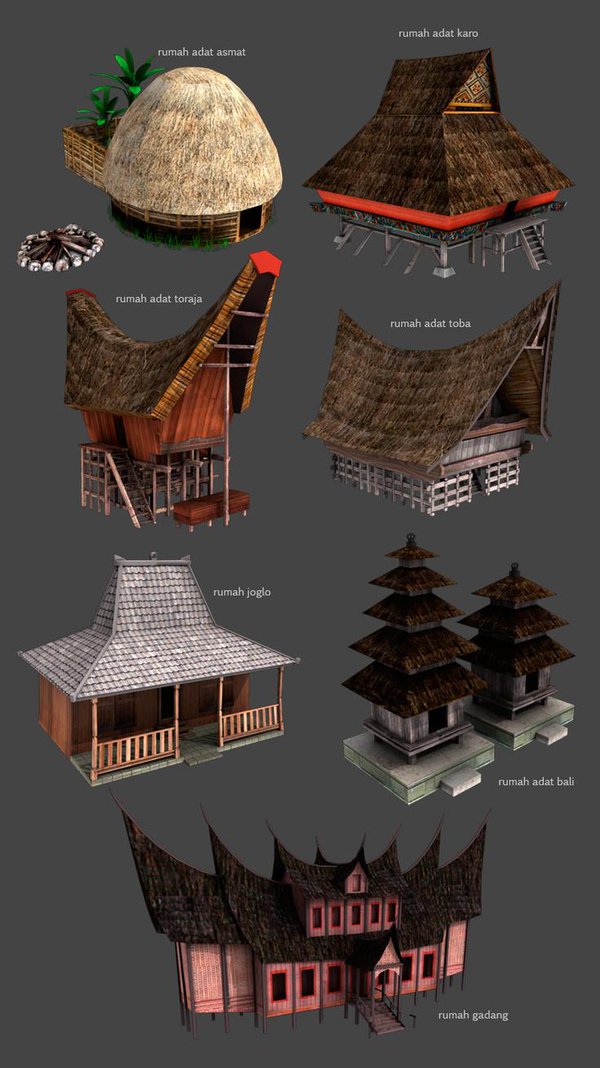 rumah adat asmat
rumah adat karo
rumah adat toraja
rumah adat toba
rumah joglo
rumah adat bali
rumah gadang